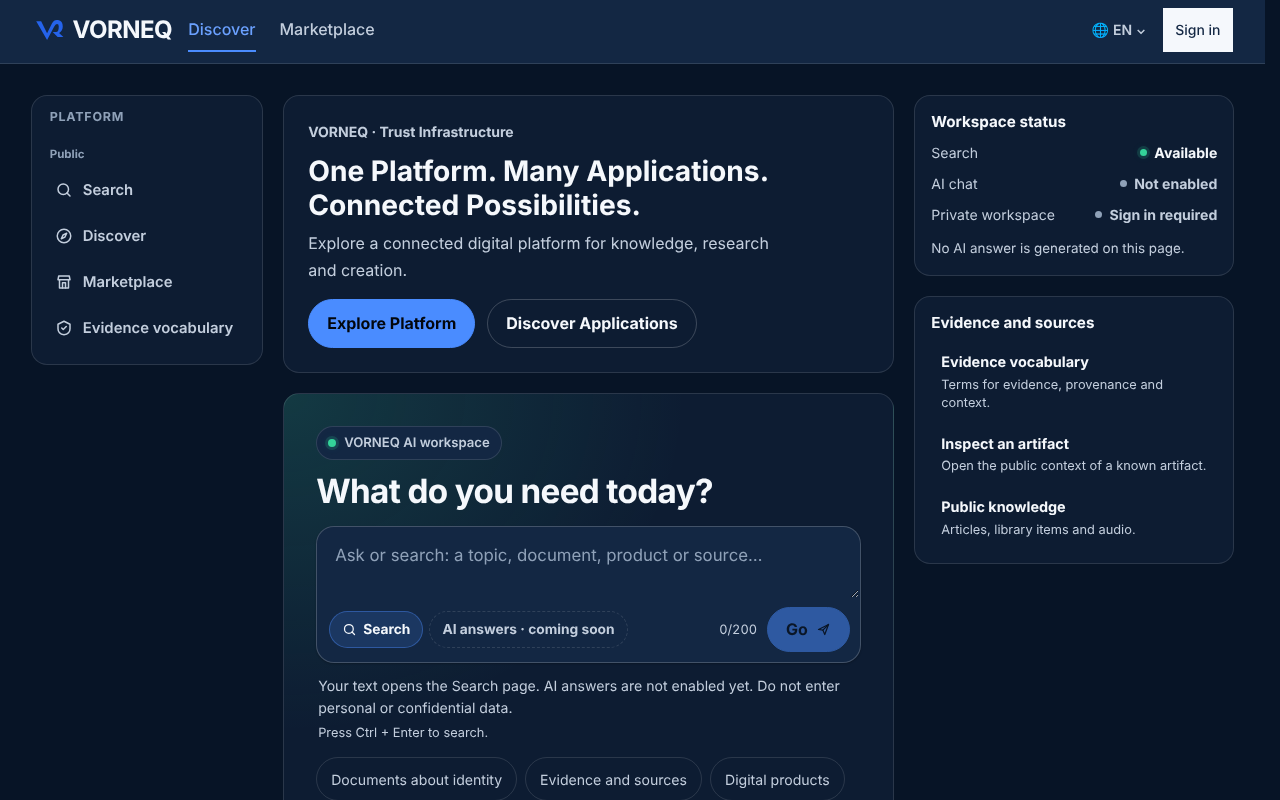 VORNEQ
Discover
Marketplace
EN
Sign in
PLATFORM
Public
Search
Discover
Marketplace
Evidence vocabulary
VORNEQ · Trust Infrastructure
One Platform. Many Applications.
Connected Possibilities.
Explore a connected digital platform for knowledge, research
and creation.
Explore Platform
Discover Applications
VORNEQ AI workspace
What do you need today?
Ask or search: a topic, document, product or source...
Search
AI answers · coming soon
0/200
Go
Your text opens the Search page. AI answers are not enabled yet. Do not enter
personal or confidential data.
Press Ctrl + Enter to search.
Documents about identity
Evidence and sources
Digital products
Workspace status
Search
Available
AI chat
Not enabled
Private workspace
Sign in required
No AI answer is generated on this page.
Evidence and sources
Evidence vocabulary
Terms for evidence, provenance and
context.
Inspect an artifact
Open the public context of a known artifact.
Public knowledge
Articles, library items and audio.